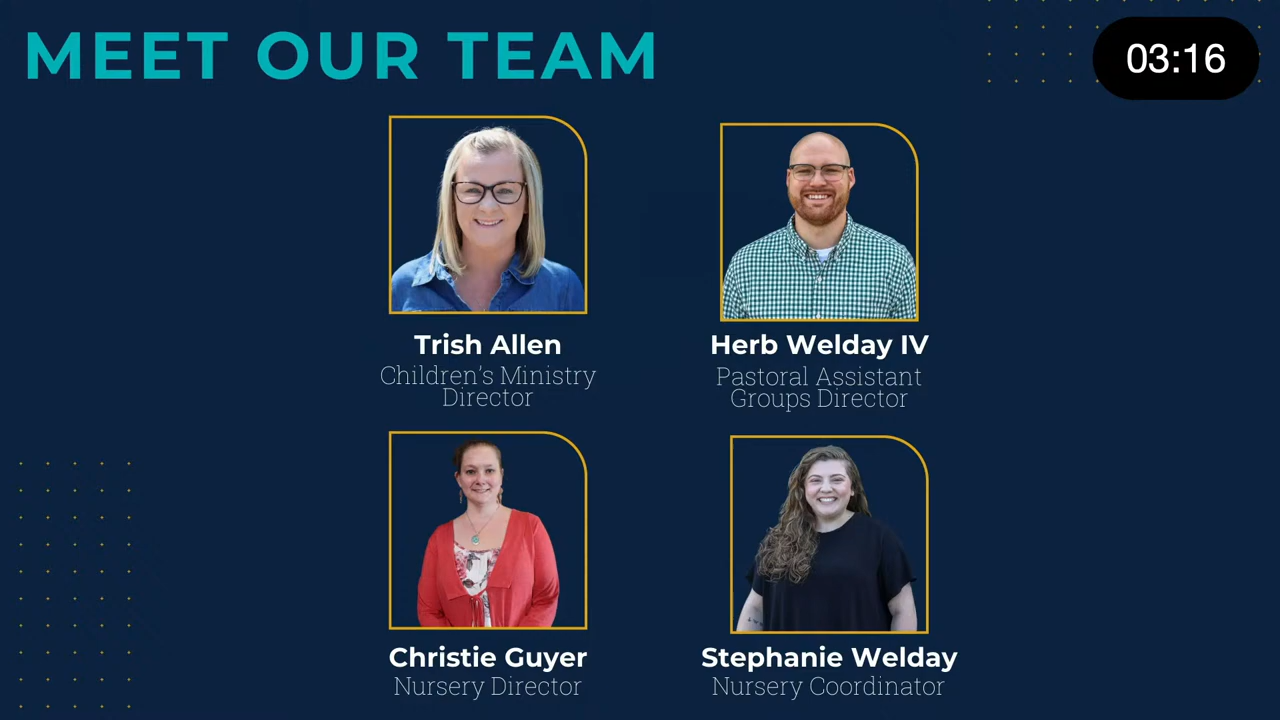 MEET OUR TEAM
03:16
Trish Allen
Children's Ministry
Director
Herb Welday IV
Pastoral Assistant
Groups Director
Christie Guyer
Nursery Director
Stephanie Welday
Nursery Coordinator